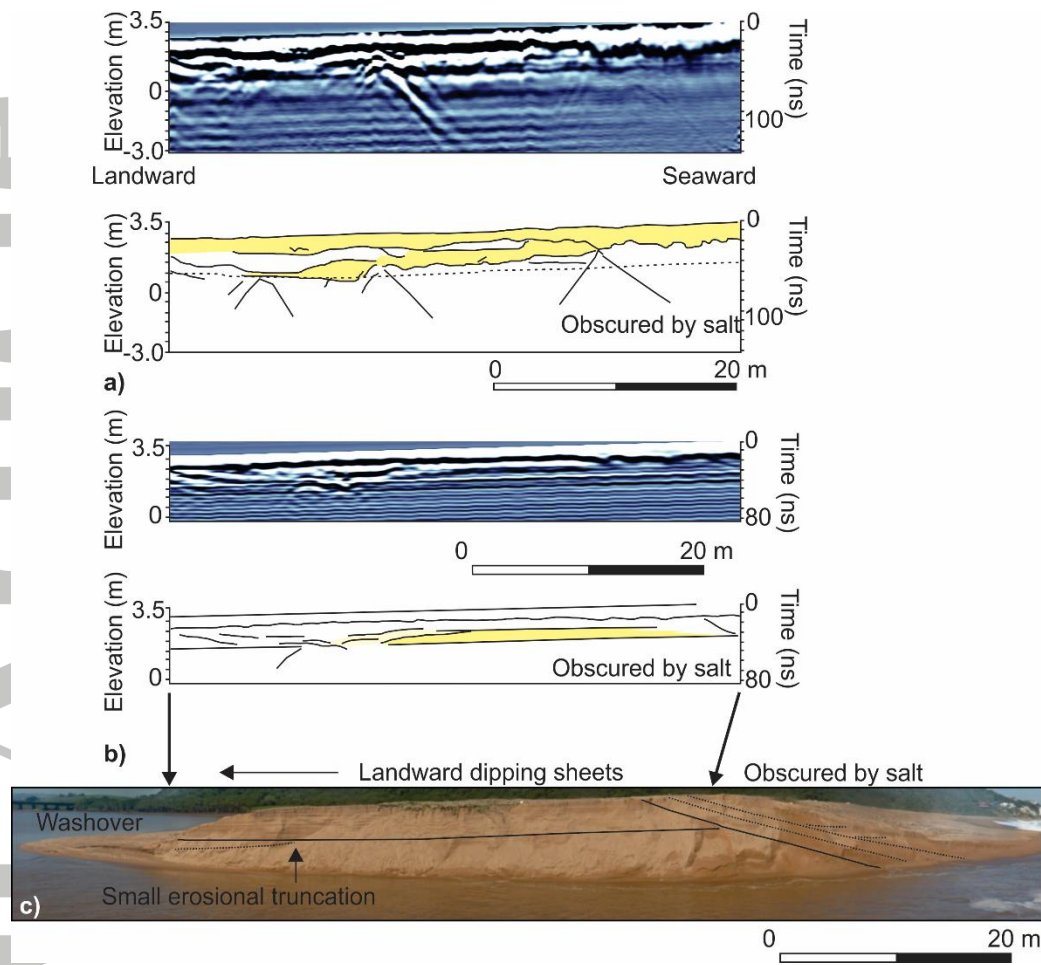 3.5
0
-3.0
Elevation (m)
0
100
Time (ns)
Landward
Seaward
3.5
0
-3.0
Elevation (m)
0
100
Time (ns)
Obscured by salt
0
20 m
a)
3.5
0
Elevation (m)
0
80
Time (ns)
0
20 m
3.5
0
Elevation (m)
0
80
Time (ns)
Obscured by salt
b)
Landward dipping sheets
Obscured by salt
Washover
Small erosional truncation
c)
0
20 m